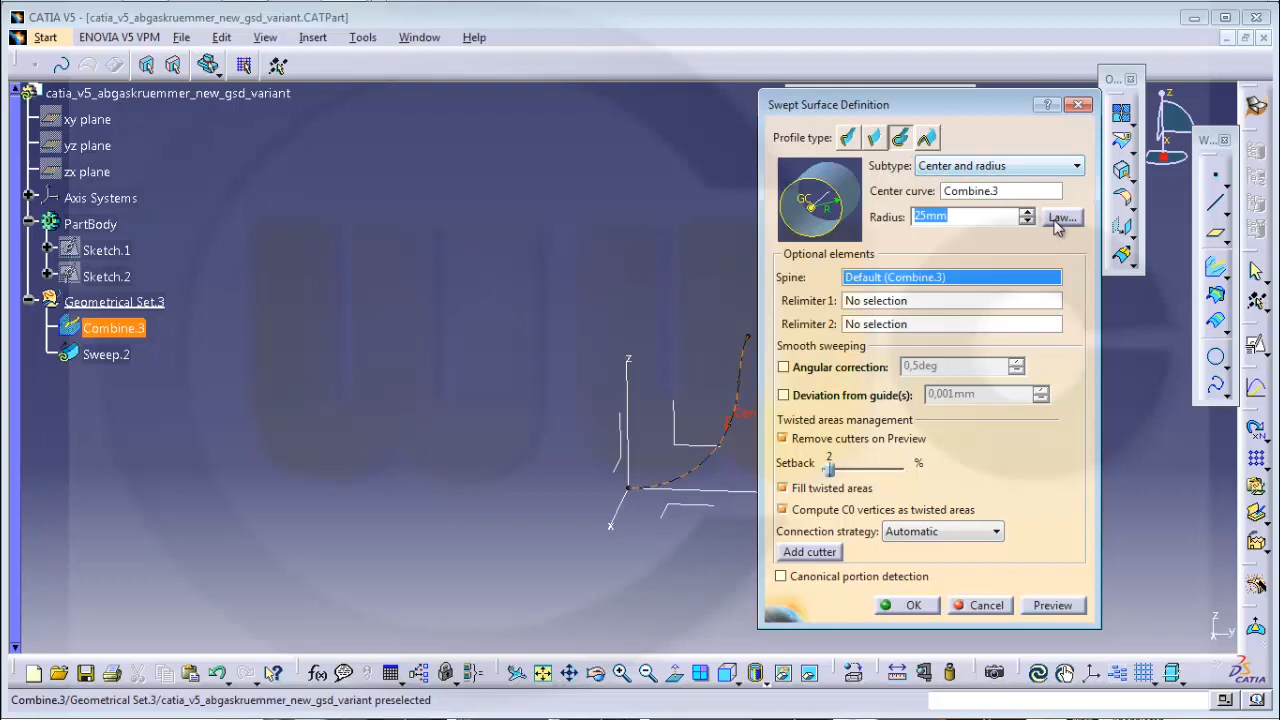 CATIA V5 - [catia_v5_abgaskruemmer_new_gsd_variant.CATPart]
Start ENOVIA V5 VPM File Edit View Insert Tools Window Help
catia_v5_abgaskruemmer_new_gsd_variant
xy plane
yz plane
zx plane
Axis Systems
PartBody
Sketch.1
Sketch.2
Geometrical Set.3
Combine.3
Sweep.2
z
x
Swept Surface Definition
Profile type:
GC
R
Subtype: Center and radius
Center curve: Combine.3
Radius: 25mm Law...
Optional elements
Spine: Default (Combine.3)
Relimiter 1: No selection
Relimiter 2: No selection
Smooth sweeping
Angular correction: 0,5deg
Deviation from guide(s): 0,001mm
Twisted areas management
Remove cutters on Preview
Setback 2 %
Fill twisted areas
Compute C0 vertices as twisted areas
Connection strategy: Automatic
Add cutter
Canonical portion detection
OK Cancel Preview
O...
W...
z
x
z
y
f(x)
CATIA
Combine.3/Geometrical Set.3/catia_v5_abgaskruemmer_new_gsd_variant preselected